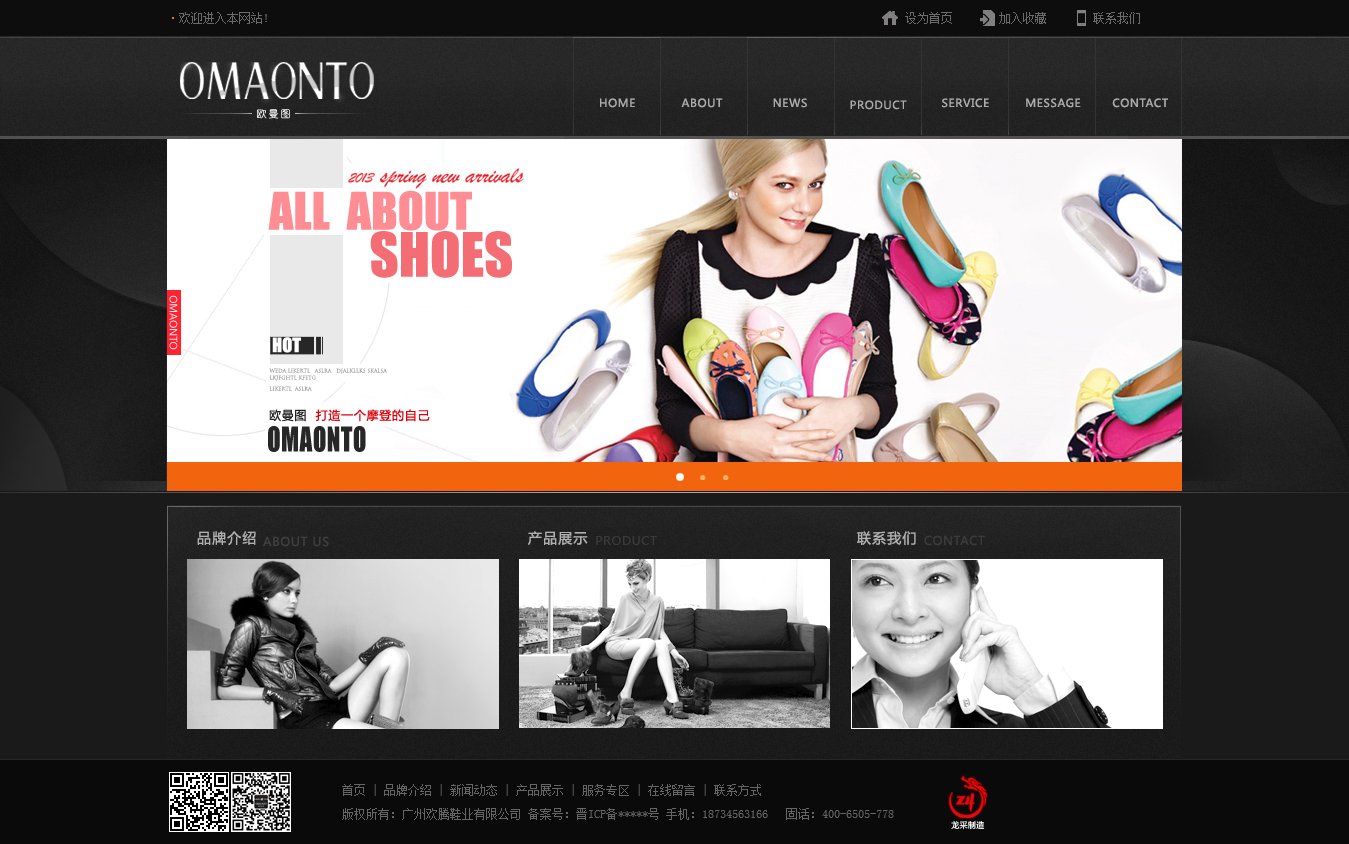 · 欢迎进入本网站!
设为首页 加入收藏 联系我们
OMAONTO
欧曼图
HOME ABOUT NEWS PRODUCT SERVICE MESSAGE CONTACT
2013 spring new arrivals
ALL ABOUT
SHOES
OMAONTO
HOT
WEDA LIKERTL ASLRA DJALKLLRS SKALSA
LKJFGHTL KFETG
LIKERTL ASLRA
欧曼图 打造一个摩登的自己
OMAONTO
品牌介绍 ABOUT US
产品展示 PRODUCT
联系我们 CONTACT
首页 | 品牌介绍 | 新闻动态 | 产品展示 | 服务专区 | 在线留言 | 联系方式
版权所有: 广州欢腾鞋业有限公司 备案号: 晋ICP备*****号 手机: 18734563166 固话: 400-6505-778
龙采制造